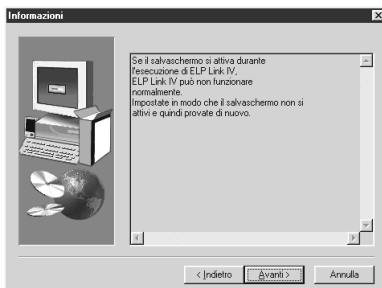 Informazioni
Se il salvaschermo si attiva durante
l'esecuzione di ELP Link IV,
ELP Link IV può non funzionare
normalmente.
Impostate in modo che il salvaschermo non si
attivi e quindi provate di nuovo.
< Indietro
Avanti >
Annulla